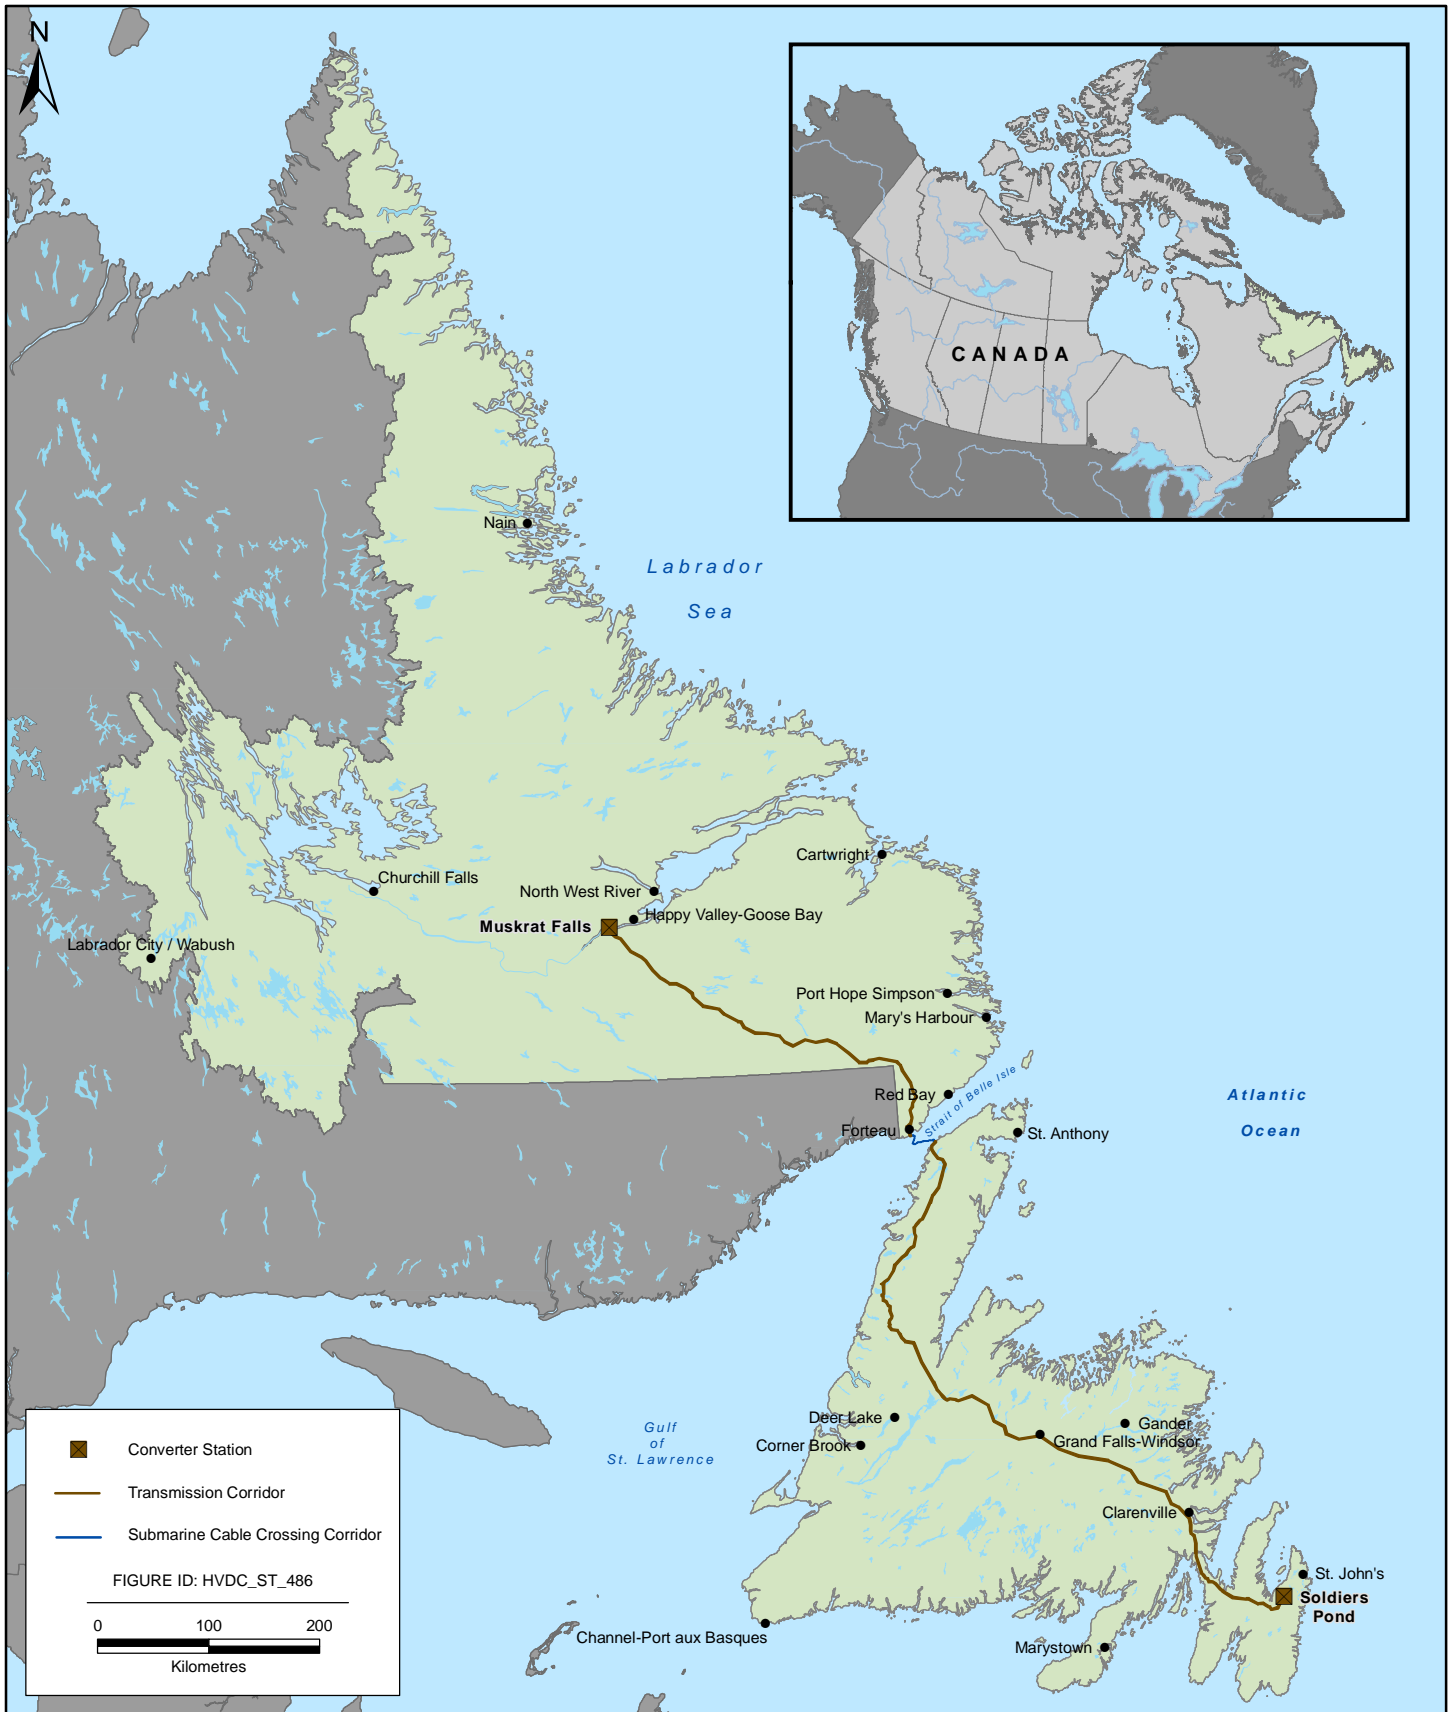 N
CANADA
Nain
Labrador
Sea
Cartwright
Churchill Falls
North West River
Happy Valley-Goose Bay
Muskrat Falls
Labrador City / Wabush
Port Hope Simpson
Mary's Harbour
Red Bay
Strait of Belle Isle
Atlantic
Ocean
Forteau
St. Anthony
Deer Lake
Gander
Gulf
of
St. Lawrence
Corner Brook
Grand Falls-Windsor
Clarenville
St. John's
Soldiers
Pond
Channel-Port aux Basques
Marystown
Converter Station
Transmission Corridor
Submarine Cable Crossing Corridor
FIGURE ID: HVDC_ST_486
0 100 200
Kilometres